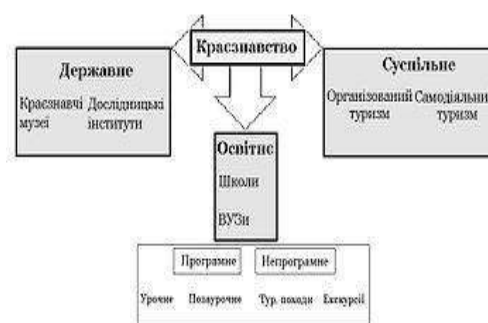 Краєзнавство
Державне
Краєзнавчі Дослідницькі
музеї інститути
Суспільне
Організований Самодіяльний
туризм туризм
Освітнє
Школи
ВУЗи
Програмне Непрограмне
Урочне Позаурочне Тур. походи Екскурсії